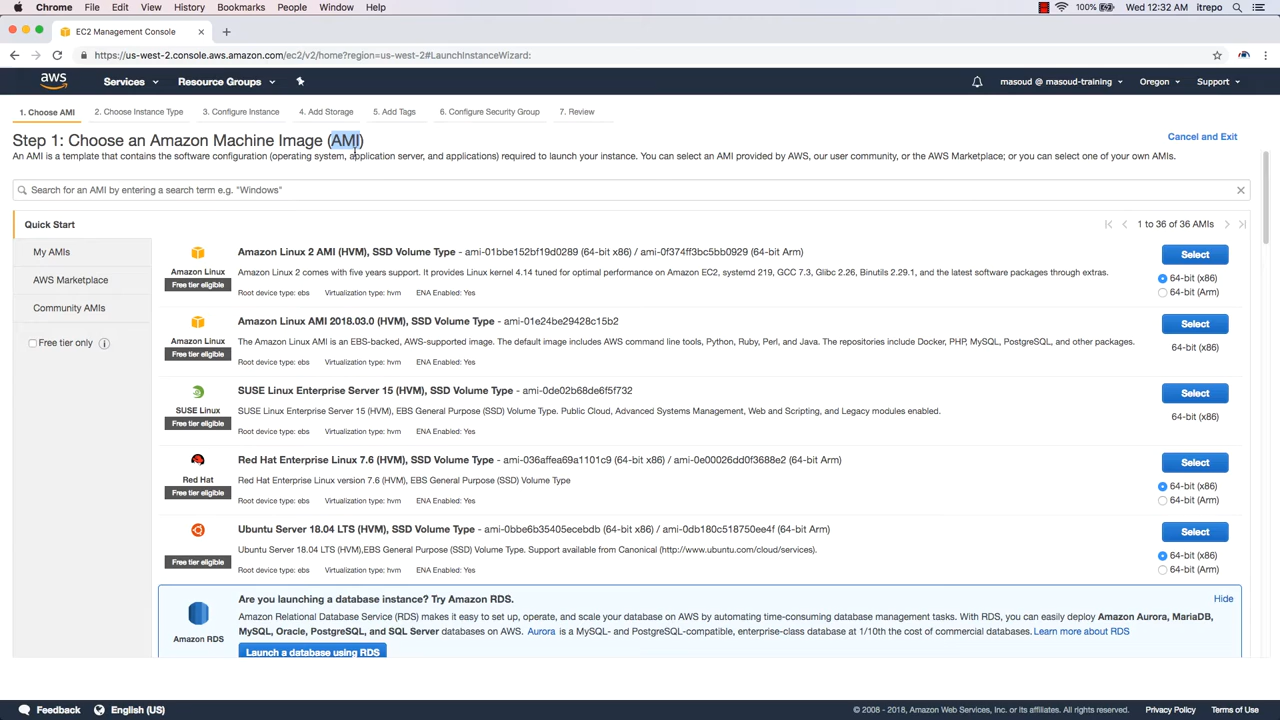 Chrome File Edit View History Bookmarks People Window Help 100% Wed 12:32 AM itrepo
EC2 Management Console
https://us-west-2.console.aws.amazon.com/ec2/v2/home?region=us-west-2#LaunchInstanceWizard:
aws Services Resource Groups masoud @ masoud-training Oregon Support
1. Choose AMI 2. Choose Instance Type 3. Configure Instance 4. Add Storage 5. Add Tags 6. Configure Security Group 7. Review
Step 1: Choose an Amazon Machine Image (AMI) Cancel and Exit
An AMI is a template that contains the software configuration (operating system, application server, and applications) required to launch your instance. You can select an AMI provided by AWS, our user community, or the AWS Marketplace; or you can select one of your own AMIs.
Search for an AMI by entering a search term e.g. "Windows"
Quick Start 1 to 36 of 36 AMIs
My AMIs
AWS Marketplace
Community AMIs
Free tier only
Amazon Linux 2 AMI (HVM), SSD Volume Type - ami-01bbe152bf19d0289 (64-bit x86) / ami-0f374ff3bc5bb0929 (64-bit Arm) Select
Amazon Linux Amazon Linux 2 comes with five years support. It provides Linux kernel 4.14 tuned for optimal performance on Amazon EC2, systemd 219, GCC 7.3, Glibc 2.26, Binutils 2.29.1, and the latest software packages through extras. 64-bit (x86)
Free tier eligible Root device type: ebs Virtualization type: hvm ENA Enabled: Yes 64-bit (Arm)
Amazon Linux AMI 2018.03.0 (HVM), SSD Volume Type - ami-01e24be29428c15b2 Select
Amazon Linux The Amazon Linux AMI is an EBS-backed, AWS-supported image. The default image includes AWS command line tools, Python, Ruby, Perl, and Java. The repositories include Docker, PHP, MySQL, PostgreSQL, and other packages. 64-bit (x86)
Free tier eligible Root device type: ebs Virtualization type: hvm ENA Enabled: Yes
SUSE Linux Enterprise Server 15 (HVM), SSD Volume Type - ami-0de02b68de6f5f732 Select
SUSE Linux SUSE Linux Enterprise Server 15 (HVM), EBS General Purpose (SSD) Volume Type. Public Cloud, Advanced Systems Management, Web and Scripting, and Legacy modules enabled. 64-bit (x86)
Free tier eligible Root device type: ebs Virtualization type: hvm ENA Enabled: Yes
Red Hat Enterprise Linux 7.6 (HVM), SSD Volume Type - ami-036affea69a1101c9 (64-bit x86) / ami-0e00026dd0f3688e2 (64-bit Arm) Select
Red Hat Red Hat Enterprise Linux version 7.6 (HVM), EBS General Purpose (SSD) Volume Type 64-bit (x86)
Free tier eligible Root device type: ebs Virtualization type: hvm ENA Enabled: Yes 64-bit (Arm)
Ubuntu Server 18.04 LTS (HVM), SSD Volume Type - ami-0bbe6b35405ecebdb (64-bit x86) / ami-0db180c518750ee4f (64-bit Arm) Select
Ubuntu Server 18.04 LTS (HVM),EBS General Purpose (SSD) Volume Type. Support available from Canonical (http://www.ubuntu.com/cloud/services). 64-bit (x86)
Free tier eligible Root device type: ebs Virtualization type: hvm ENA Enabled: Yes 64-bit (Arm)
Are you launching a database instance? Try Amazon RDS. Hide
Amazon Relational Database Service (RDS) makes it easy to set up, operate, and scale your database on AWS by automating time-consuming database management tasks. With RDS, you can easily deploy Amazon Aurora, MariaDB,
Amazon RDS MySQL, Oracle, PostgreSQL, and SQL Server databases on AWS. Aurora is a MySQL- and PostgreSQL-compatible, enterprise-class database at 1/10th the cost of commercial databases. Learn more about RDS
Launch a database using RDS
Feedback English (US) © 2008 - 2018, Amazon Web Services, Inc. or its affiliates. All rights reserved. Privacy Policy Terms of Use